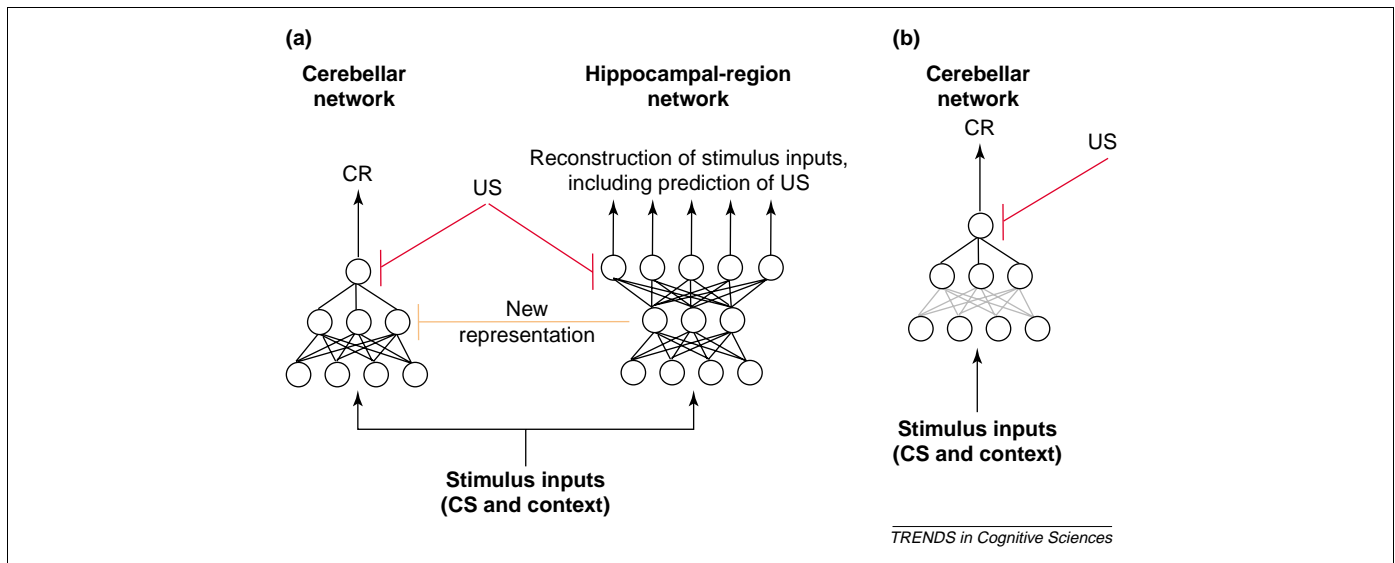 (a)
Cerebellar
network
Hippocampal-region
network
CR
US
Reconstruction of stimulus inputs,
including prediction of US
New
representation
Stimulus inputs
(CS and context)
(b)
Cerebellar
network
CR
US
Stimulus inputs
(CS and context)
TRENDS in Cognitive Sciences